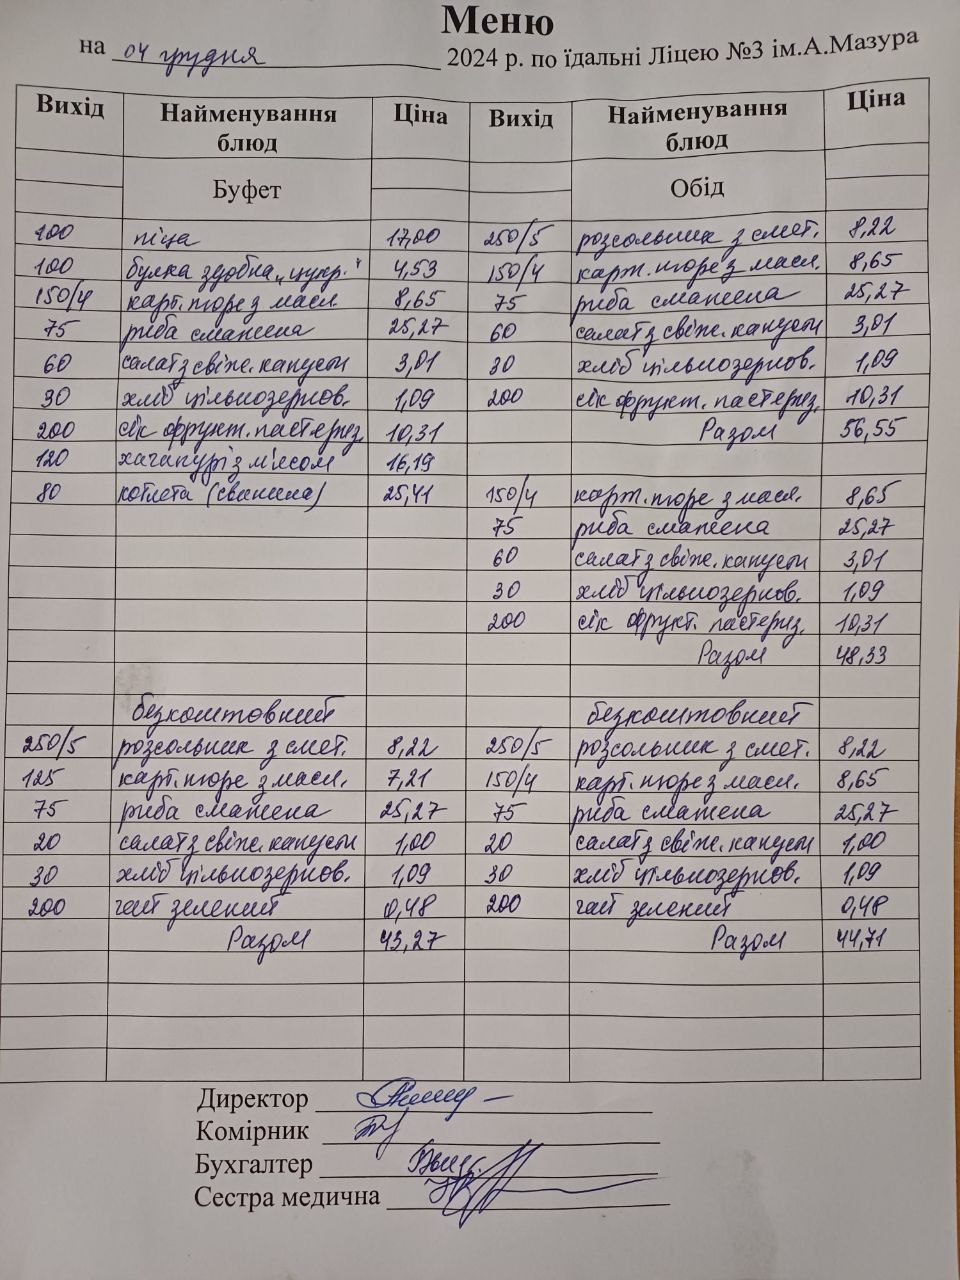 Меню
на 04 грудня 2024 р. по їдальні Ліцею №3 ім.А.Мазура
Вихід Найменування блюд Ціна Вихід Найменування блюд Ціна
Буфет Обід
100 піца 17,00 250/5 розсольник з смет. 8,22
100 булка здобна „цукр." 4,53 150/4 карт. пюре з масл. 8,65
150/4 карт. пюре з масл 8,65 75 риба смажена 25,27
75 риба смажена 25,27 60 салат з свіж. капусти 3,01
60 салат з свіж. капусти 3,01 30 хліб цільнозернов. 1,09
30 хліб цільнозернов. 1,09 200 сік фрукт. пастериз. 10,31
200 сік фрукт. пастериз. 10,31 Разом 56,55
120 хачапурі з м'ясом 16,19
80 котлета (свинина) 25,41 150/4 карт. пюре з масл. 8,65
75 риба смажена 25,27
60 салат з свіж. капусти 3,01
30 хліб цільнозернов. 1,09
200 сік фрукт. пастериз. 10,31
Разом 48,33
безкоштовний безкоштовний
250/5 розсольник з смет. 8,22 250/5 розсольник з смет. 8,22
125 карт. пюре з масл. 7,21 150/4 карт. пюре з масл. 8,65
75 риба смажена 25,27 75 риба смажена 25,27
20 салат з свіж. капусти 1,00 20 салат з свіж. капусти 1,00
30 хліб цільнозернов. 1,09 30 хліб цільнозернов. 1,09
200 чай зелений 0,48 200 чай зелений 0,48
Разом 43,27 Разом 44,71
Директор
Комірник
Бухгалтер
Сестра медична